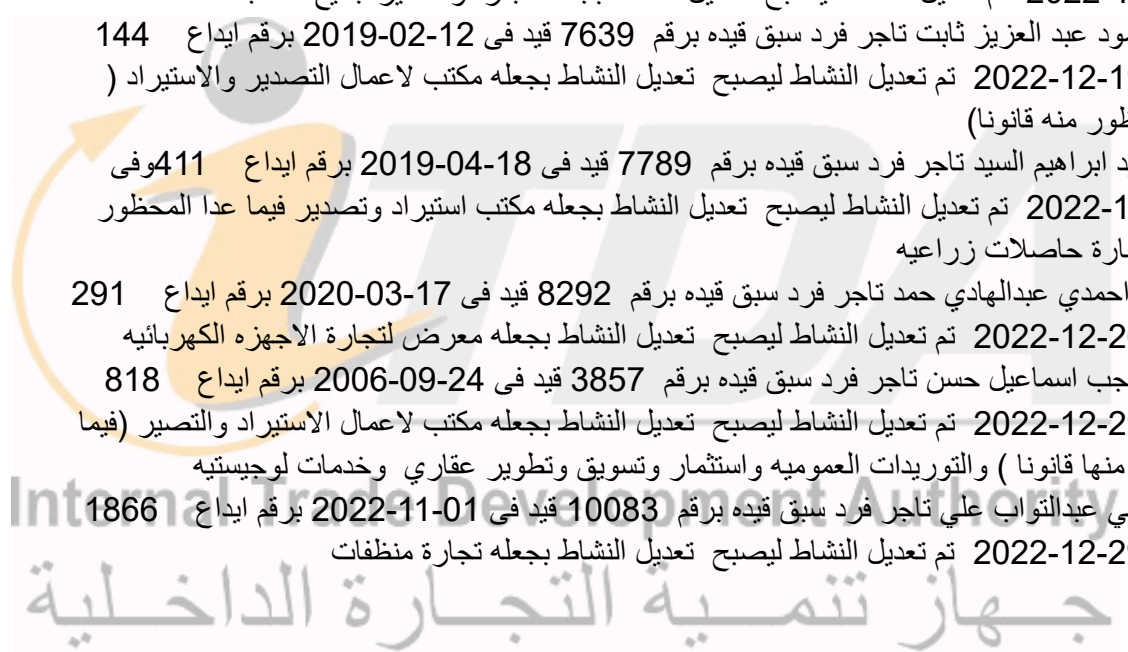 مود عبد العزيز ثابت تاجر فرد سبق قيده برقم 7639 قيد فى 12-02-2019 برقم ايداع 144
2022-12-1 تم تعديل النشاط ليصبح تعديل النشاط بجعله مكتب لاعمال التصدير والاستيراد (
ظور منه قانونا)
د ابراهيم السيد تاجر فرد سبق قيده برقم 7789 قيد فى 18-04-2019 برقم ايداع 411وفى
2022-1 تم تعديل النشاط ليصبح تعديل النشاط بجعله مكتب استيراد وتصدير فيما عدا المحظور
ارة حاصلات زراعيه
احمدي عبدالهادي حمد تاجر فرد سبق قيده برقم 8292 قيد فى 17-03-2020 برقم ايداع 291
2022-12-2 تم تعديل النشاط ليصبح تعديل النشاط بجعله معرض لتجارة الاجهزه الكهربائيه
جب اسماعيل حسن تاجر فرد سبق قيده برقم 3857 قيد فى 24-09-2006 برقم ايداع 818
2022-12-2 تم تعديل النشاط ليصبح تعديل النشاط بجعله مكتب لاعمال الاستيراد والتصير (فيما
منها قانونا ) والتوريدات العموميه واستثمار وتسويق وتطوير عقاري وخدمات لوجيستيه
ي عبدالتواب علي تاجر فرد سبق قيده برقم 10083 قيد فى 01-11-2022 برقم ايداع 1866
2022-12-2 تم تعديل النشاط ليصبح تعديل النشاط بجعله تجارة منظفات
iTDA
Internal Trade Development Authority
جهاز تنمية التجارة الداخلية